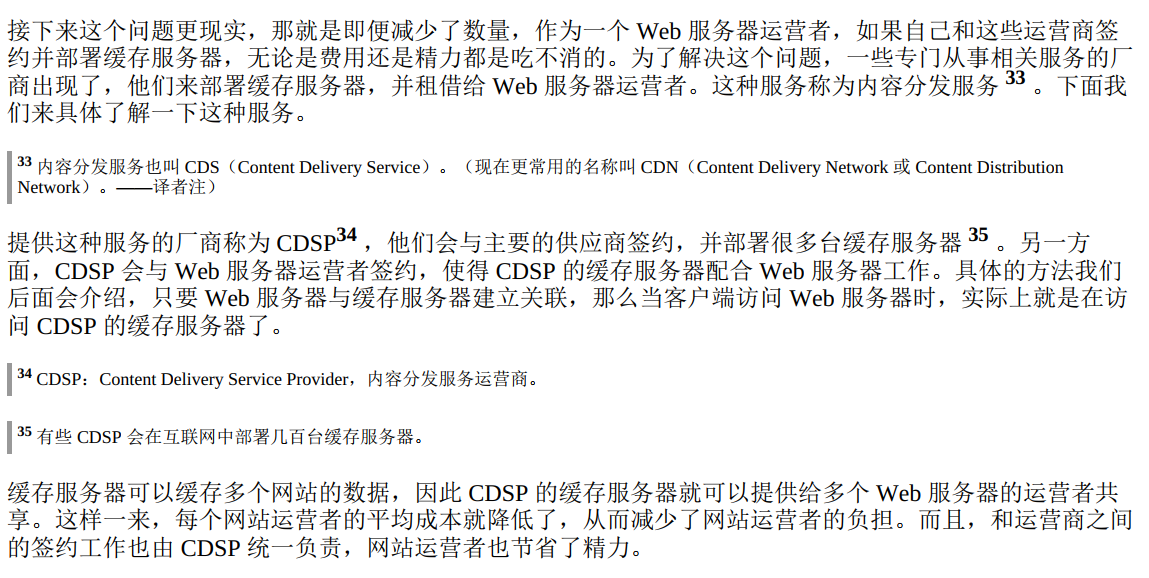 接下来这个问题更现实，那就是即便减少了数量，作为一个 Web 服务器运营者，如果自己和这些运营商签
约并部署缓存服务器，无论是费用还是精力都是吃不消的。为了解决这个问题，一些专门从事相关服务的厂
商出现了，他们来部署缓存服务器，并租借给 Web 服务器运营者。这种服务称为内容分发服务 33 。下面我
们来具体了解一下这种服务。
33 内容分发服务也叫 CDS（Content Delivery Service）。（现在更常用的名称叫 CDN（Content Delivery Network 或 Content Distribution
Network）。——译者注）
提供这种服务的厂商称为 CDSP34 ，他们会与主要的供应商签约，并部署很多台缓存服务器 35 。另一方
面，CDSP 会与 Web 服务器运营者签约，使得 CDSP 的缓存服务器配合 Web 服务器工作。具体的方法我们
后面会介绍，只要 Web 服务器与缓存服务器建立关联，那么当客户端访问 Web 服务器时，实际上就是在访
问 CDSP 的缓存服务器了。
34 CDSP：Content Delivery Service Provider，内容分发服务运营商。
35 有些 CDSP 会在互联网中部署几百台缓存服务器。
缓存服务器可以缓存多个网站的数据，因此 CDSP 的缓存服务器就可以提供给多个 Web 服务器的运营者共
享。这样一来，每个网站运营者的平均成本就降低了，从而减少了网站运营者的负担。而且，和运营商之间
的签约工作也由 CDSP 统一负责，网站运营者也节省了精力。